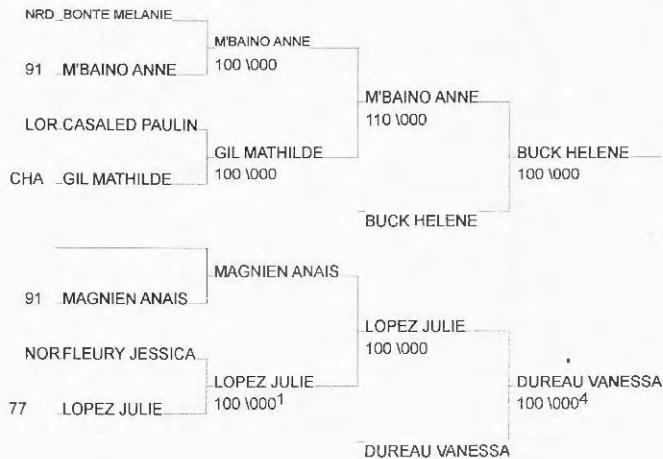 NRD BONTE MELANIE
91 M'BAINO ANNE
LOR CASALED PAULIN
CHA GIL MATHILDE
91 MAGNIEN ANAIS
NOR FLEURY JESSICA
77 LOPEZ JULIE
M'BAINO ANNE
100 \000
GIL MATHILDE
100 \000
MAGNIEN ANAIS
LOPEZ JULIE
100 \000¹
M'BAINO ANNE
110 \000
BUCK HELENE
LOPEZ JULIE
100 \000
DUREAU VANESSA
BUCK HELENE
100 \000
DUREAU VANESSA
100 \000⁴